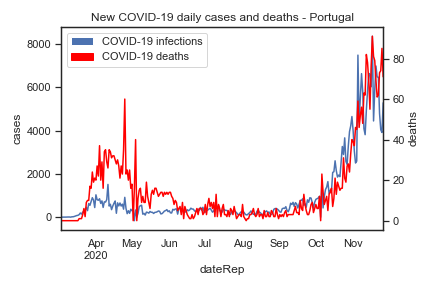 New COVID-19 daily cases and deaths - Portugal
COVID-19 infections
COVID-19 deaths
8000
6000
4000
2000
0
cases
80
60
40
20
0
deaths
Apr May Jun Jul Aug Sep Oct Nov
2020
dateRep